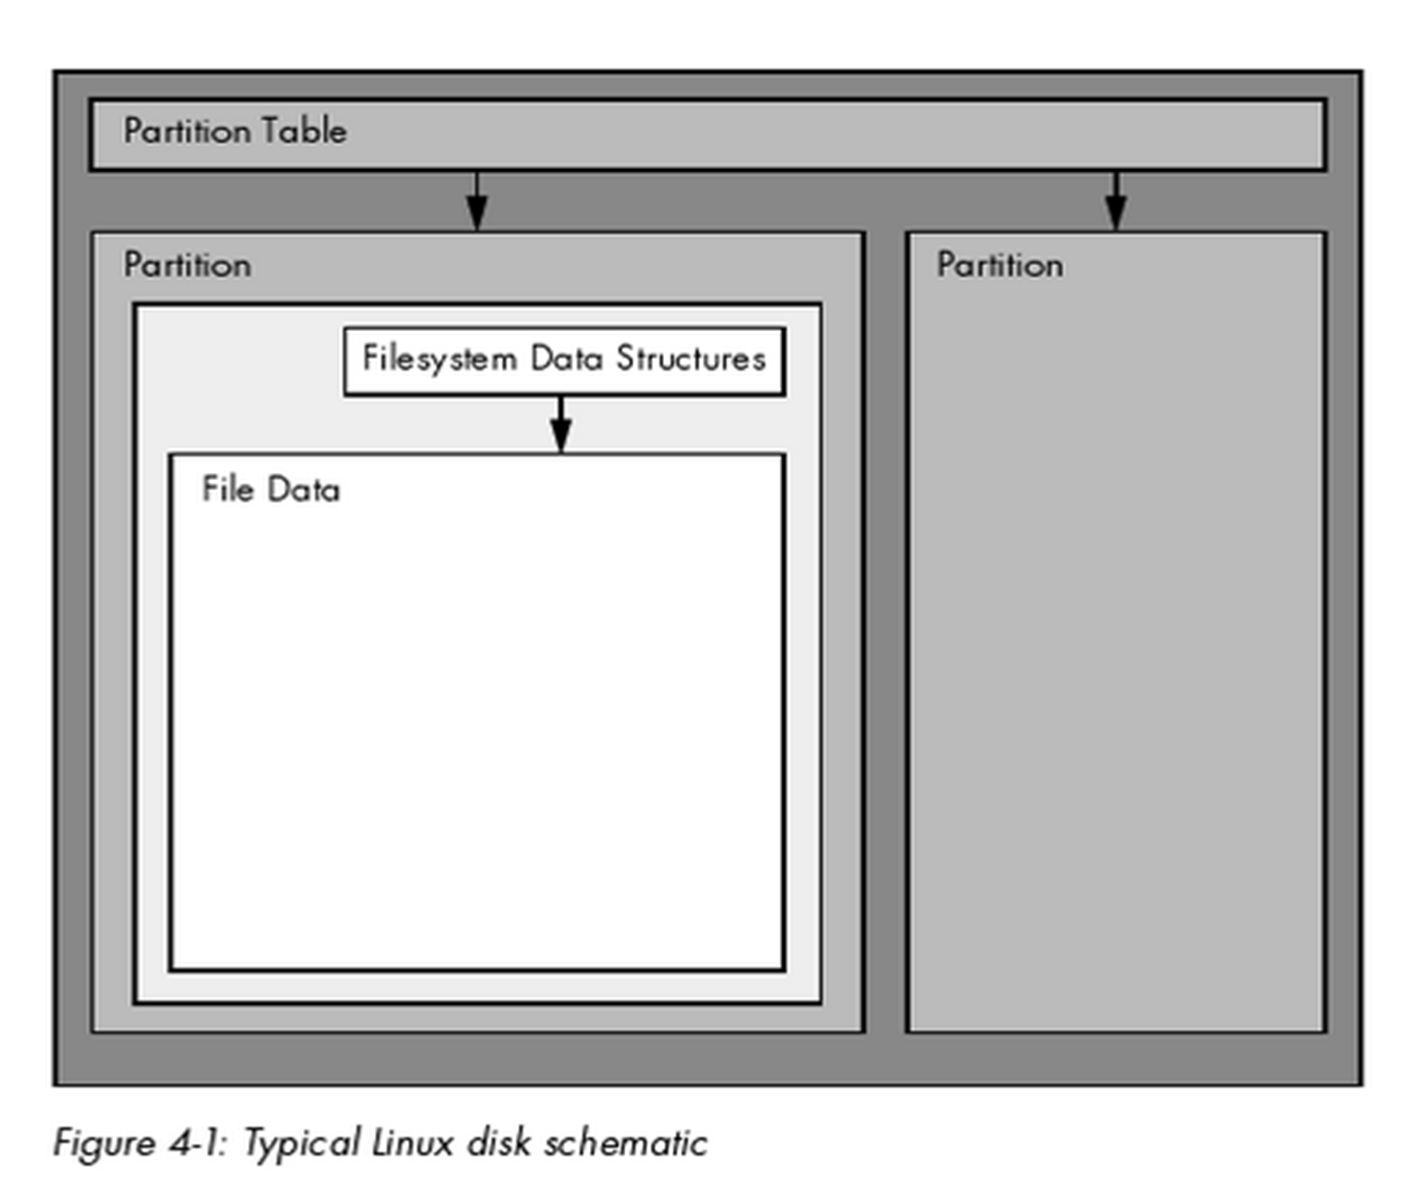 Partition Table
Partition
Partition
Filesystem Data Structures
File Data
Figure 4-1: Typical Linux disk schematic